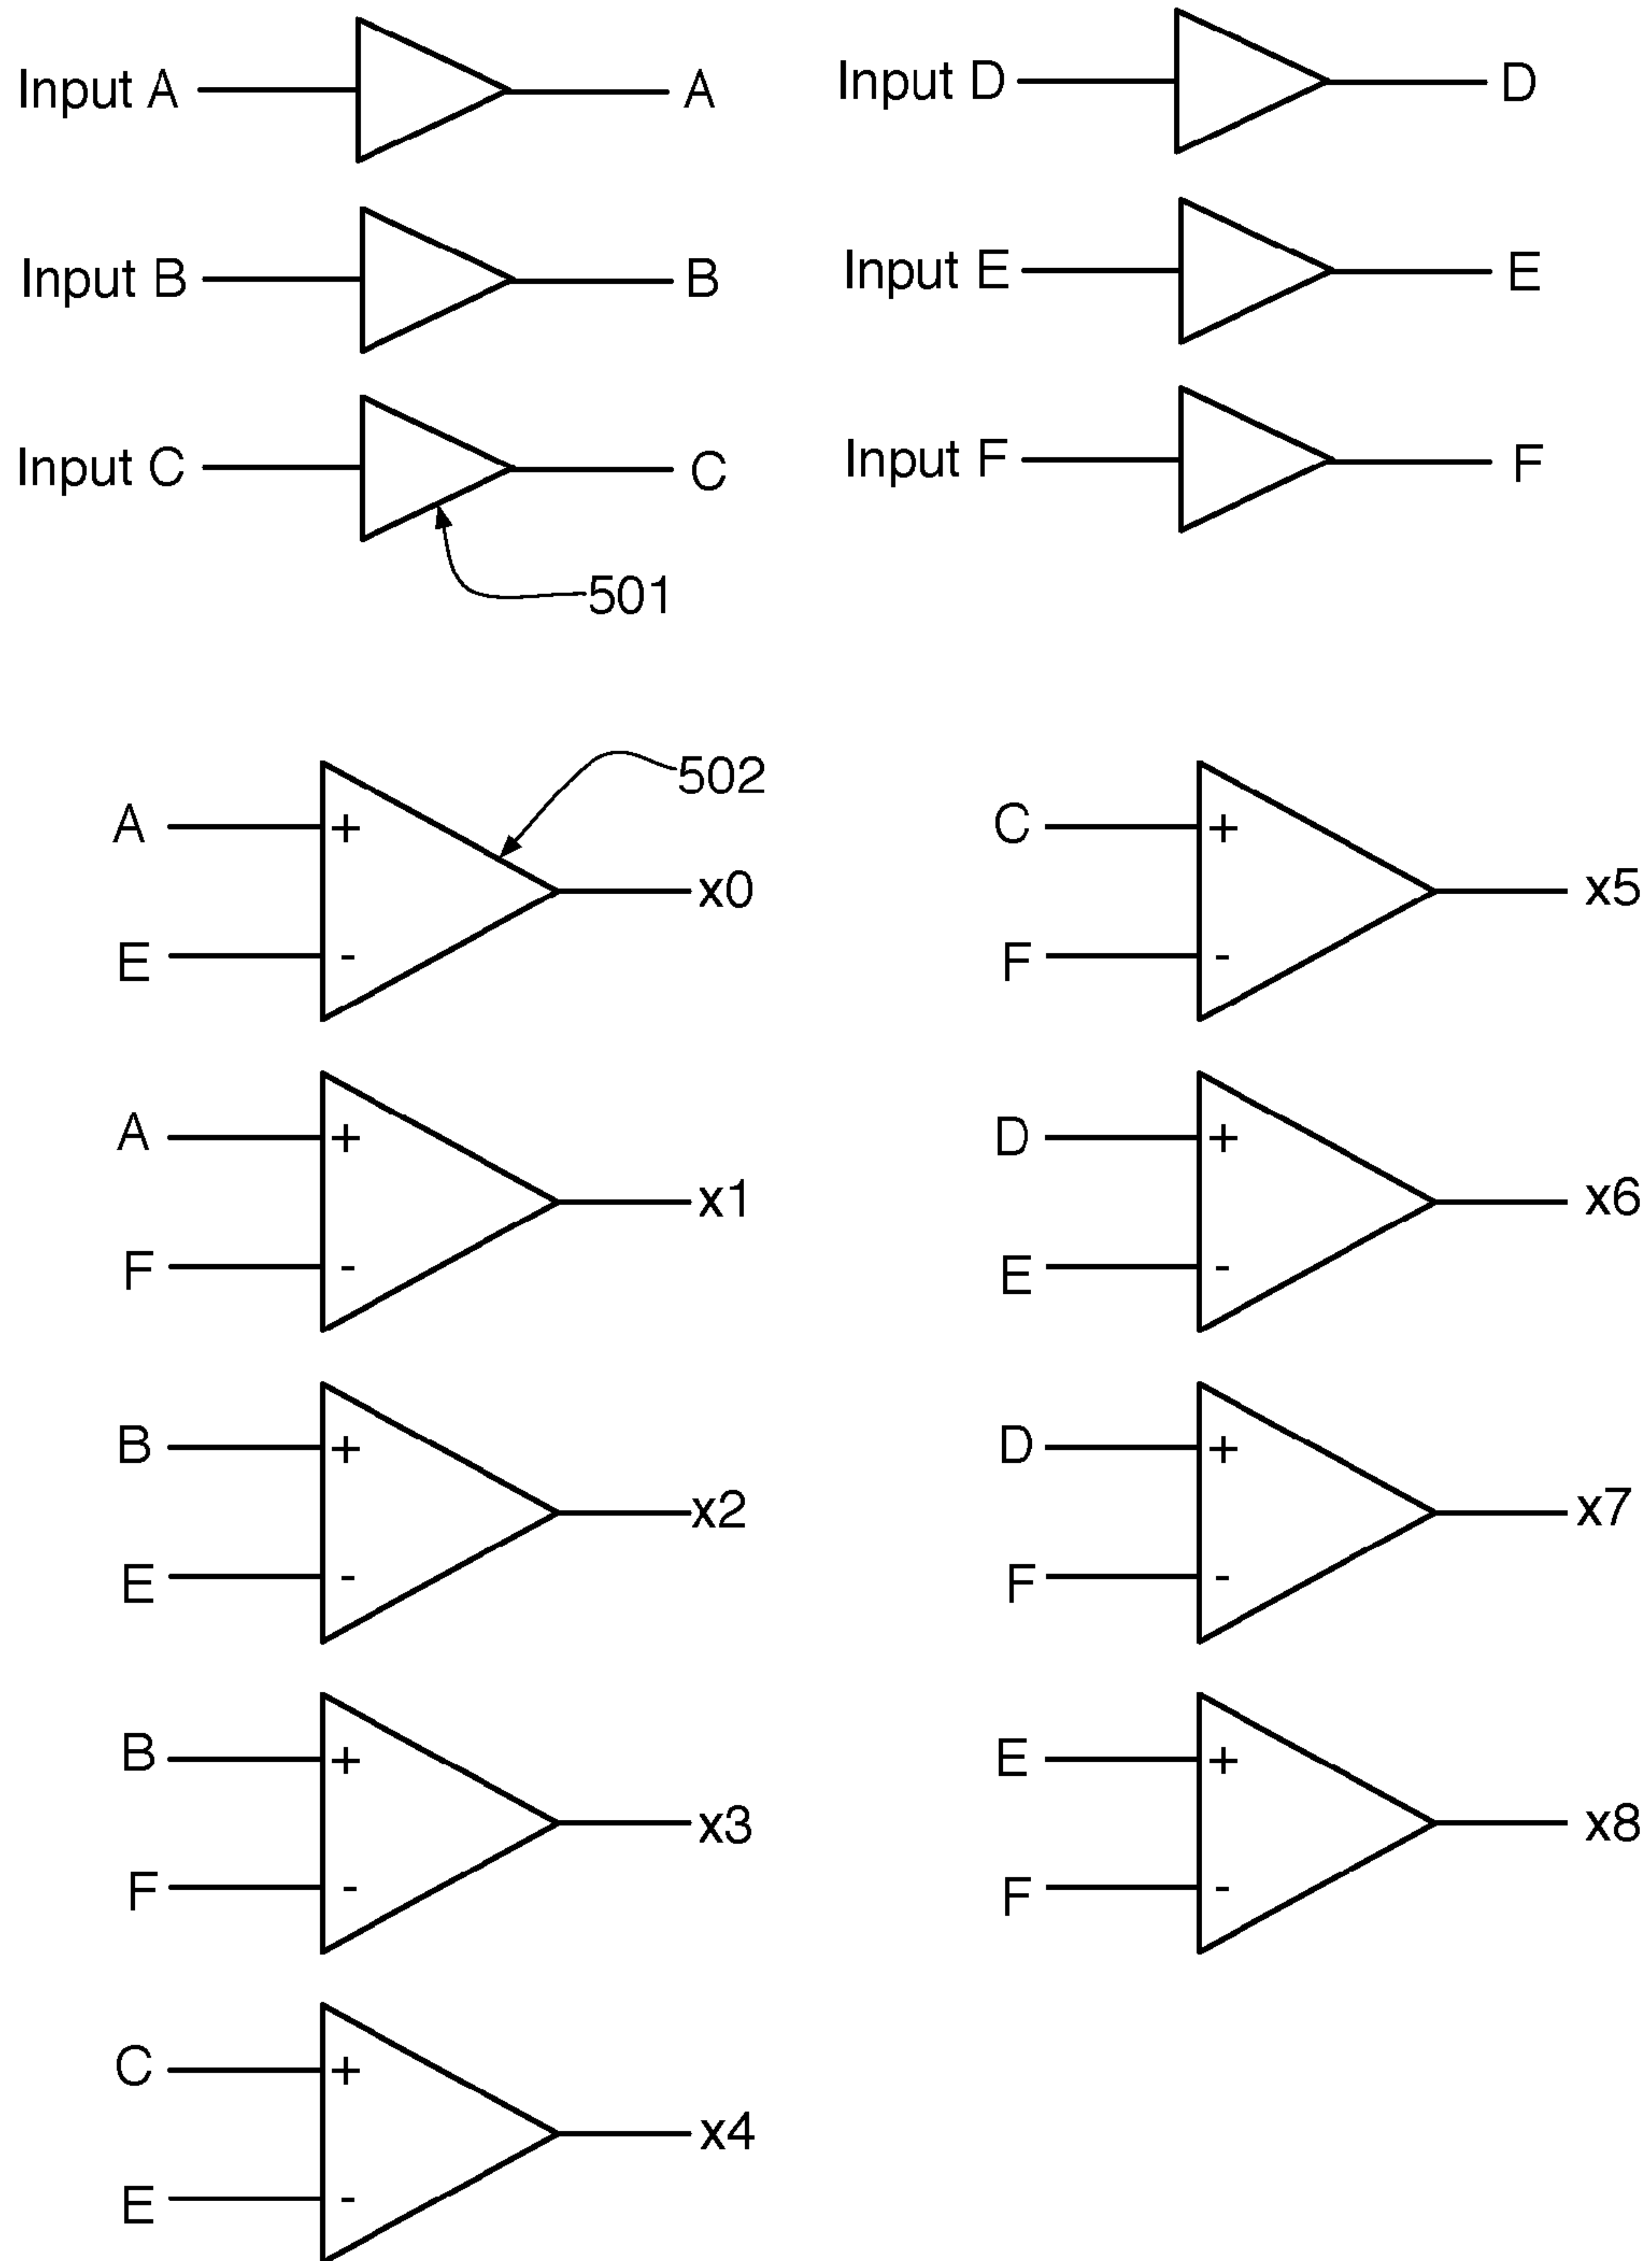 Input A
A
Input D
D
Input B
B
Input E
E
Input C
C
Input F
F
501
502
A
+
x0
E
-
C
+
x5
F
-
A
+
x1
F
-
D
+
x6
E
-
B
+
x2
E
-
D
+
x7
F
-
B
+
x3
F
-
E
+
x8
F
-
C
+
x4
E
-